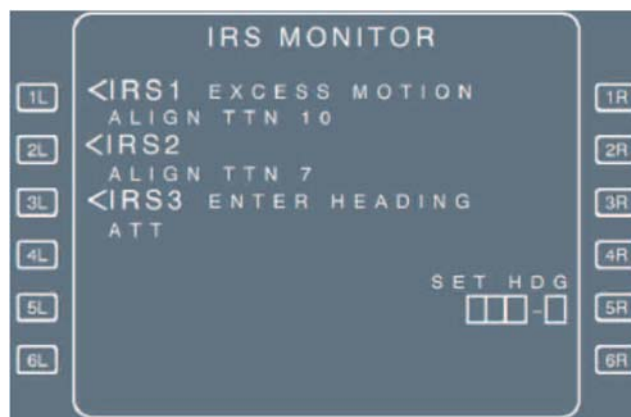 IRS MONITOR
1L <IRS1 EXCESS MOTION 1R
ALIGN TTN 10
2L <IRS2 2R
ALIGN TTN 7
3L <IRS3 ENTER HEADING 3R
ATT
4L 4R
SET HDG
5L □□□-□ 5R
6L 6R